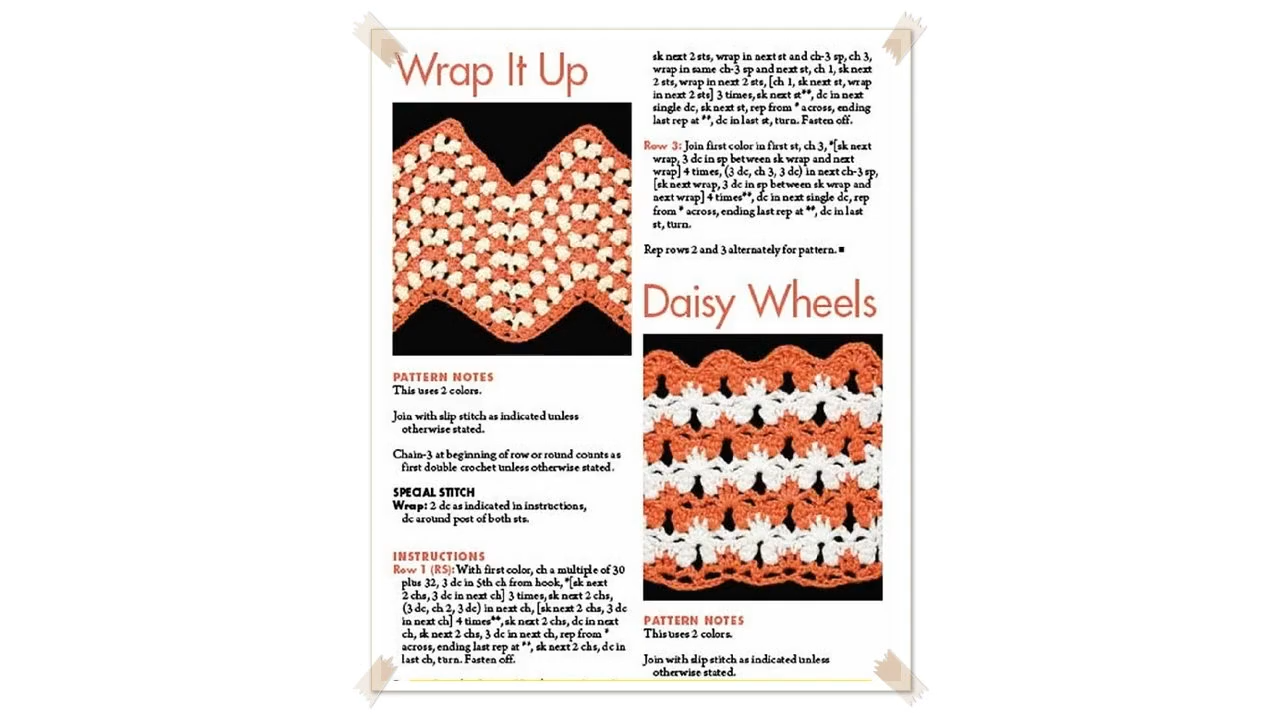 Wrap It Up
PATTERN NOTES
This uses 2 colors.
Join with slip stitch as indicated unless
otherwise stated.
Chain-3 at beginning of row or round counts as
first double crochet unless otherwise stated.
SPECIAL STITCH
Wrap: 2 dc as indicated in instructions,
dc around post of both sts.
INSTRUCTIONS
Row 1 (RS): With first color, ch a multiple of 30
plus 32, 3 dc in 5th ch from hook, *[sk next
2 chs, 3 dc in next ch] 3 times, sk next 2 chs,
(3 dc, ch 2, 3 dc) in next ch, [sk next 2 chs, 3 dc
in next ch] 4 times**, sk next 2 chs, dc in next
ch, sk next 2 chs, 3 dc in next ch, rep from *
across, ending last rep at **, sk next 2 chs, dc in
last ch, turn. Fasten off.
sk next 2 sts, wrap in next st and ch-3 sp, ch 3,
wrap in same ch-3 sp and next st, ch 1, sk next
2 sts, wrap in next 2 sts, [ch 1, sk next st, wrap
in next 2 sts] 3 times, sk next st**, dc in next
single dc, sk next st, rep from * across, ending
last rep at **, dc in last st, turn. Fasten off.
Row 3: Join first color in first st, ch 3, *[sk next
wrap, 3 dc in sp between sk wrap and next
wrap] 4 times, (3 dc, ch 3, 3 dc) in next ch-3 sp,
[sk next wrap, 3 dc in sp between sk wrap and
next wrap] 4 times**, dc in next single dc, rep
from * across, ending last rep at **, dc in last
st, turn.
Rep rows 2 and 3 alternately for pattern. ■
Daisy Wheels
PATTERN NOTES
This uses 2 colors.
Join with slip stitch as indicated unless
otherwise stated.